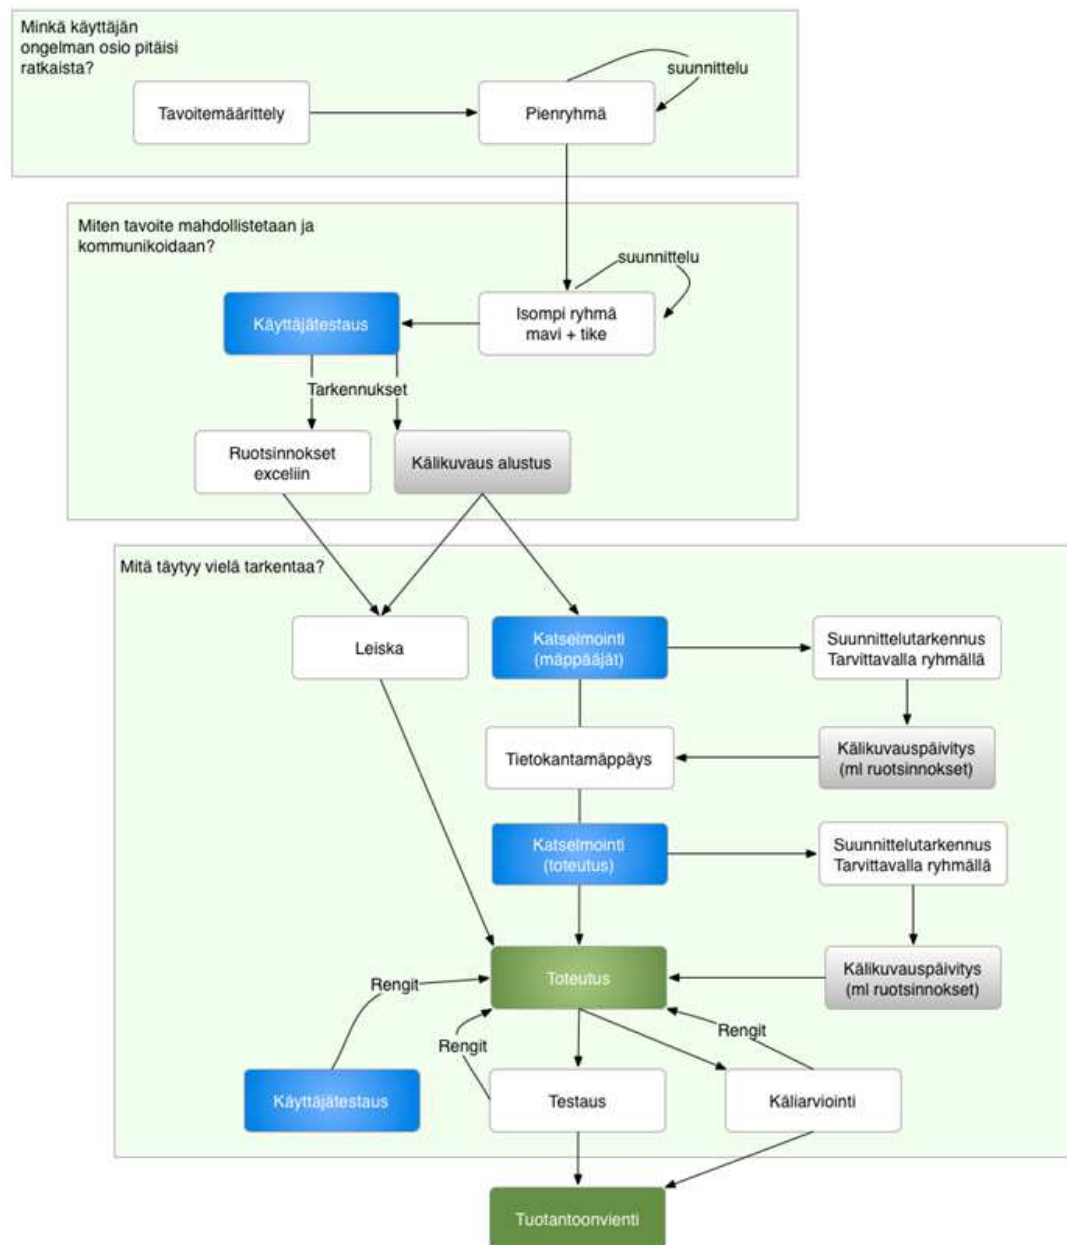 Minkä käyttäjän
ongelman osio pitäisi
ratkaista?
suunnittelu
Tavoitemäärittely
Pienryhmä
Miten tavoite mahdollistetaan ja
kommunikoidaan?
suunnittelu
Käyttäjätestaus
Isompi ryhmä
mavi + tike
Tarkennukset
Ruotsinnokset
exceliin
Kälikuvaus alustus
Mitä täytyy vielä tarkentaa?
Leiska
Katselmointi
(mäppääjät)
Suunnittelutarkennus
Tarvittavalla ryhmällä
Tietokantamäppäys
Kälikuvauspäivitys
(ml ruotsinnokset)
Katselmointi
(toteutus)
Suunnittelutarkennus
Tarvittavalla ryhmällä
Rengit
Toteutus
Kälikuvauspäivitys
(ml ruotsinnokset)
Rengit
Rengit
Käyttäjätestaus
Testaus
Käliarviointi
Tuotantoonvienti